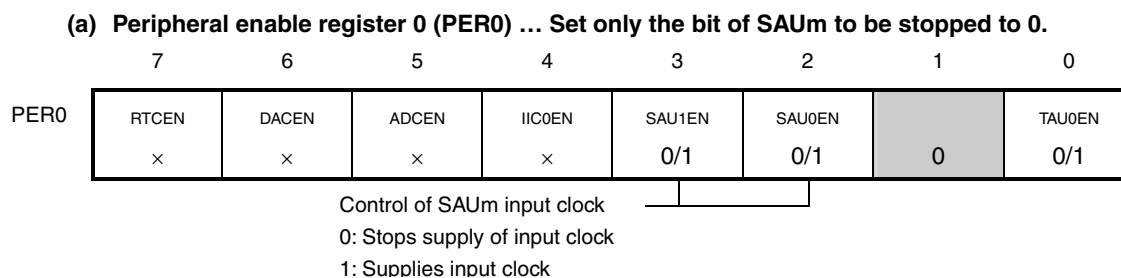 (a) Peripheral enable register 0 (PER0) … Set only the bit of SAUm to be stopped to 0.
7 6 5 4 3 2 1 0
PER0 RTCEN DACEN ADCEN IIC0EN SAU1EN SAU0EN TAU0EN
× × × × 0/1 0/1 0 0/1
Control of SAUm input clock
0: Stops supply of input clock
1: Supplies input clock